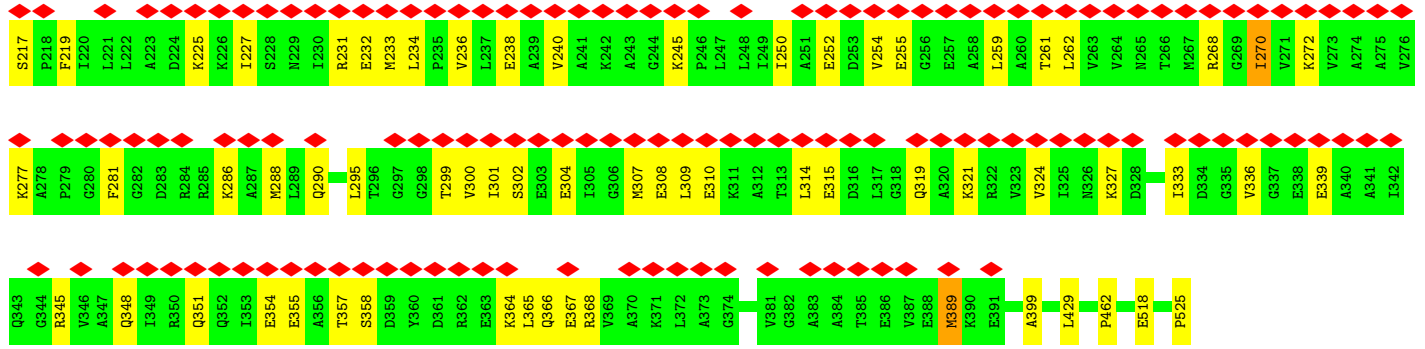 S217 P218 F219 I220 L221 L222 A223 D224 K225 K226 I227 S228 N229 I230 R231 E232 M233 L234 P235 V236 L237 E238 A239 V240 A241 K242 A243 G244 K245 P246 L247 L248 I249 I250 A251 E252 D253 V254 E255 G256 E257 A258 L259 A260 T261 L262 V263 V264 N265 T266 M267 R268 G269 I270 V271 K272 V273 A274 A275 V276
K277 A278 P279 G280 F281 G282 D283 R284 R285 K286 A287 M288 L289 Q290 L295 T296 G297 G298 T299 V300 I301 S302 E303 E304 I305 G306 M307 E308 L309 E310 K311 A312 T313 L314 E315 D316 L317 G318 Q319 A320 K321 R322 V323 V324 I325 N326 K327 D328 I333 D334 G335 V336 G337 E338 E339 A340 A341 I342
Q343 G344 R345 V346 A347 Q348 I349 R350 Q351 Q352 I353 E354 E355 A356 T357 S358 D359 Y360 D361 R362 E363 K364 L365 Q366 E367 R368 V369 A370 K371 L372 A373 G374 V381 G382 A383 A384 T385 E386 V387 E388 M389 K390 E391 A399 L429 P462 E518 P525